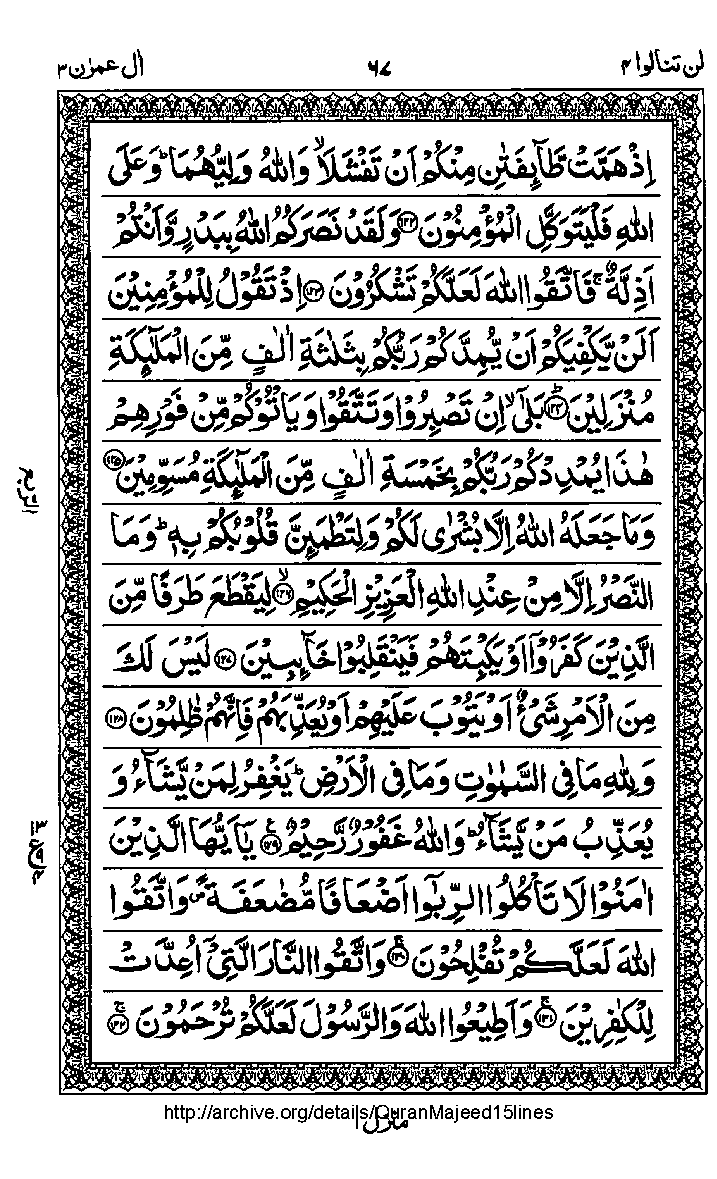 لن تنالوا ٤
٦٧
اٰل عمرٰن ٣
اِذْ هَمَّتْ طَّآئِفَتٰنِ مِنْكُمْ اَنْ تَفْشَلَاۙ وَاللّٰهُ وَلِيُّهُمَاؕ وَعَلَى
اللّٰهِ فَلْيَتَوَكَّلِ الْمُؤْمِنُوْنَ ﴿۱۲۲﴾ وَلَقَدْ نَصَرَكُمُ اللّٰهُ بِبَدْرٍ وَّاَنْتُمْ
اَذِلَّةٌۚ فَاتَّقُوا اللّٰهَ لَعَلَّكُمْ تَشْكُرُوْنَ ﴿۱۲۳﴾ اِذْ تَقُوْلُ لِلْمُؤْمِنِيْنَ
اَلَنْ يَّكْفِيَكُمْ اَنْ يُّمِدَّكُمْ رَبُّكُمْ بِثَلٰثَةِ اٰلٰفٍ مِّنَ الْمَلٰٓئِكَةِ
مُنْزَلِيْنَؕ ﴿۱۲۴﴾ بَلٰٓىۙ اِنْ تَصْبِرُوْا وَتَتَّقُوْا وَيَاْتُوْكُمْ مِّنْ فَوْرِهِمْ
هٰذَا يُمْدِدْكُمْ رَبُّكُمْ بِخَمْسَةِ اٰلٰفٍ مِّنَ الْمَلٰٓئِكَةِ مُسَوِّمِيْنَ ﴿۱۲۵﴾
وَمَا جَعَلَهُ اللّٰهُ اِلَّا بُشْرٰى لَكُمْ وَلِتَطْمَئِنَّ قُلُوْبُكُمْ بِهٖؕ وَمَا
النَّصْرُ اِلَّا مِنْ عِنْدِ اللّٰهِ الْعَزِيْزِ الْحَكِيْمِۙ ﴿۱۲۶﴾ لِيَقْطَعَ طَرَفًا مِّنَ
الَّذِيْنَ كَفَرُوْٓا اَوْ يَكْبِتَهُمْ فَيَنْقَلِبُوْا خَآئِبِيْنَ ﴿۱۲۷﴾ لَيْسَ لَكَ
مِنَ الْاَمْرِ شَيْءٌ اَوْ يَتُوْبَ عَلَيْهِمْ اَوْ يُعَذِّبَهُمْ فَاِنَّهُمْ ظٰلِمُوْنَ ﴿۱۲۸﴾
وَلِلّٰهِ مَا فِى السَّمٰوٰتِ وَمَا فِى الْاَرْضِؕ يَغْفِرُ لِمَنْ يَّشَآءُ وَ
يُعَذِّبُ مَنْ يَّشَآءُؕ وَاللّٰهُ غَفُوْرٌ رَّحِيْمٌ ﴿۱۲۹﴾ يٰٓاَيُّهَا الَّذِيْنَ
اٰمَنُوْا لَا تَاْكُلُوا الرِّبٰٓوا اَضْعَافًا مُّضٰعَفَةً۪ وَاتَّقُوا
اللّٰهَ لَعَلَّكُمْ تُفْلِحُوْنَۚ ﴿۱۳۰﴾ وَاتَّقُوا النَّارَ الَّتِيْٓ اُعِدَّتْ
لِلْكٰفِرِيْنَۚ ﴿۱۳۱﴾ وَاَطِيْعُوا اللّٰهَ وَالرَّسُوْلَ لَعَلَّكُمْ تُرْحَمُوْنَۚ ﴿۱۳۲﴾
الربع
http://archive.org/details/QuranMajeed15lines
منزل ١